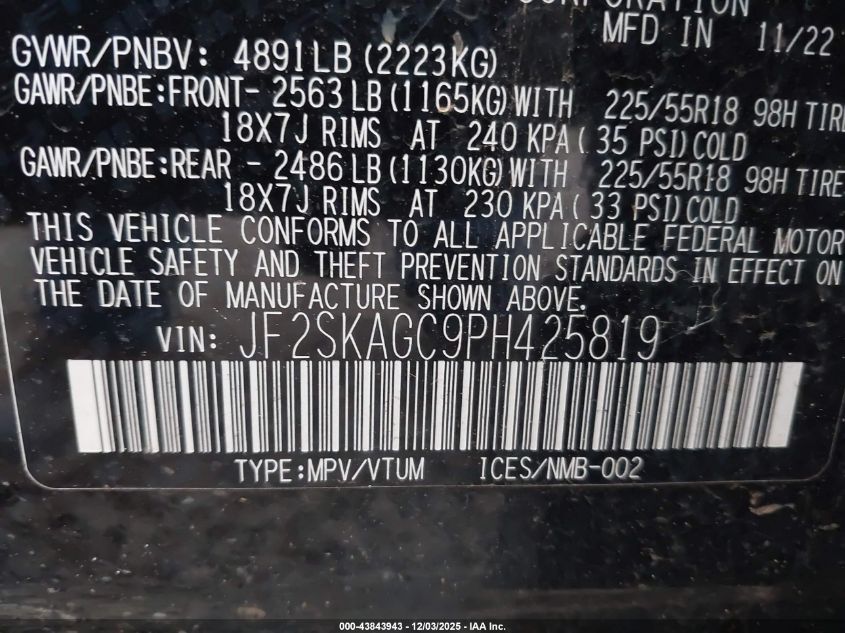 CORPORATION
MFD IN 11/22
GVWR/PNBV: 4891LB (2223KG)
GAWR/PNBE:FRONT- 2563 LB (1165KG) WITH 225/55R18 98H TIRE
18X7J RIMS AT 240 KPA ( 35 PSI) COLD
GAWR/PNBE:REAR - 2486 LB (1130KG) WITH 225/55R18 98H TIRE
18X7J RIMS AT 230 KPA ( 33 PSI) COLD
THIS VEHICLE CONFORMS TO ALL APPLICABLE FEDERAL MOTOR
VEHICLE SAFETY AND THEFT PREVENTION STANDARDS IN EFFECT ON
THE DATE OF MANUFACTURE SHOWN ABOVE.
VIN: JF2SKAGC9PH425819
TYPE:MPV/VTUM ICES/NMB-002
000-43843943 - 12/03/2025 - IAA Inc.